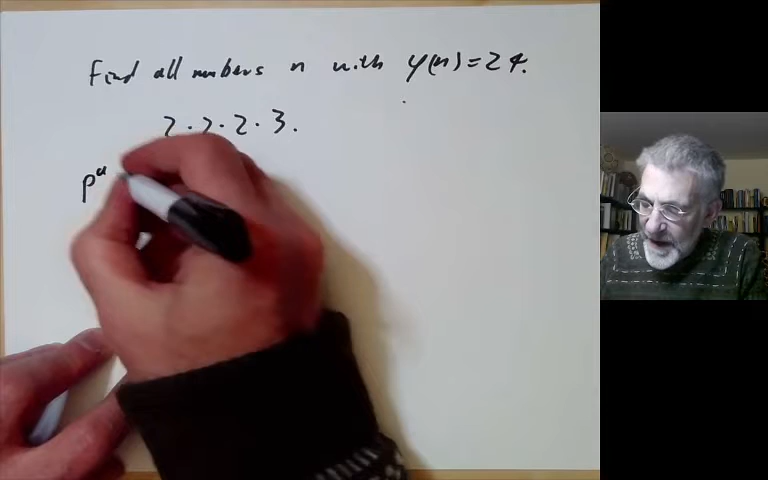 Find all numbers n with φ(n)=24.
2·2·2·3.
p^a